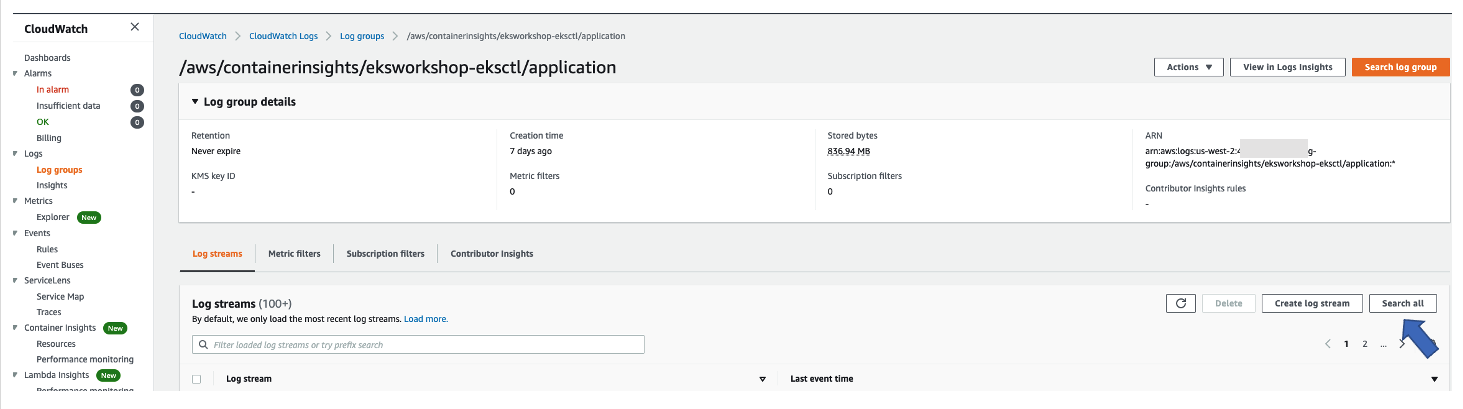 CloudWatch
Dashboards
Alarms
In alarm 0
Insufficient data 0
OK 0
Billing
Logs
Log groups
Insights
Metrics
Explorer New
Events
Rules
Event Buses
ServiceLens
Service Map
Traces
Container Insights New
Resources
Performance monitoring
Lambda Insights New
Performance monitoring
CloudWatch CloudWatch Logs Log groups /aws/containerinsights/eksworkshop-eksctl/application
/aws/containerinsights/eksworkshop-eksctl/application
Actions View in Logs Insights Search log group
Log group details
Retention
Never expire
KMS key ID
-
Creation time
7 days ago
Metric filters
0
Stored bytes
836.94 MB
Subscription filters
0
ARN
arn:aws:logs:us-west-2:4 g-
group:/aws/containerinsights/eksworkshop-eksctl/application:*
Contributor Insights rules
-
Log streams Metric filters Subscription filters Contributor Insights
Log streams (100+)
By default, we only load the most recent log streams. Load more.
Delete Create log stream Search all
Filter loaded log streams or try prefix search
1 2 ...
Log stream Last event time